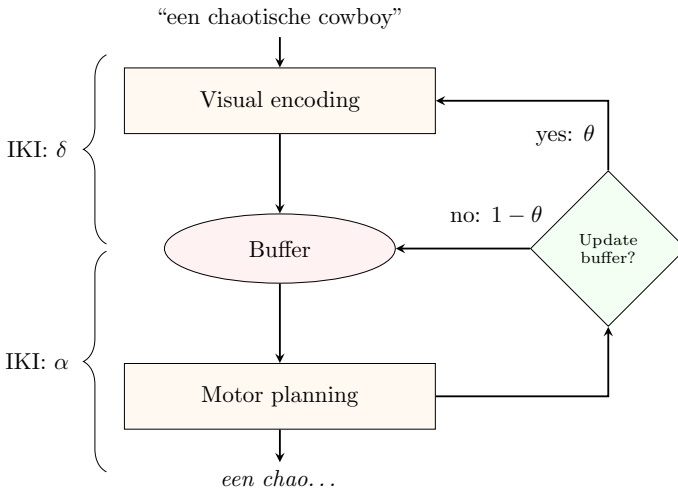 “een chaotische cowboy”
Visual encoding
IKI: δ
yes: θ
no: 1 − θ
Buffer
Update
buffer?
IKI: α
Motor planning
een chao...